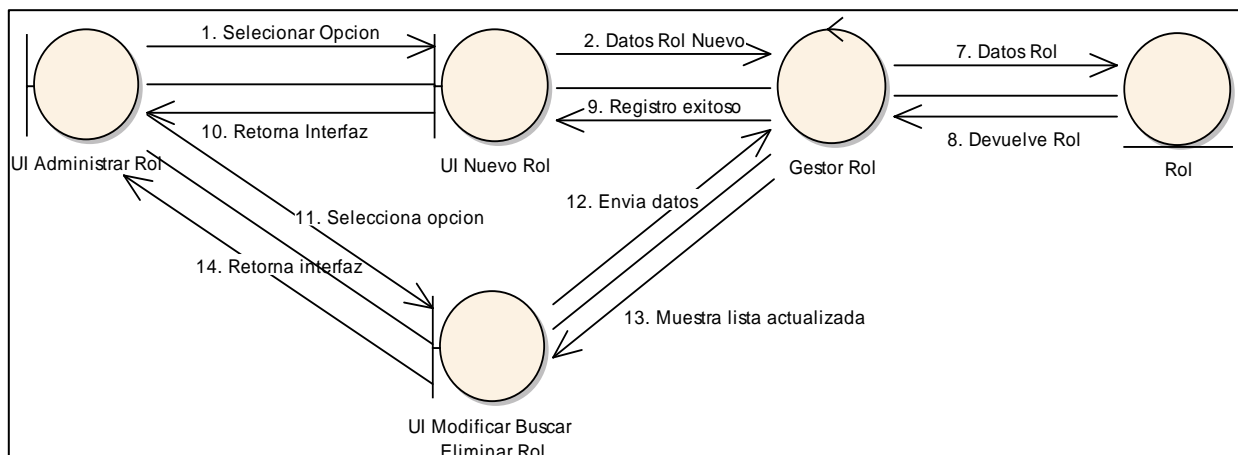 1. Selecionar Opcion
2. Datos Rol Nuevo
7. Datos Rol
9. Registro exitoso
10. Retorna Interfaz
8. Devuelve Rol
UI Administrar Rol
UI Nuevo Rol
Gestor Rol
Rol
12. Envia datos
11. Selecciona opcion
14. Retorna interfaz
13. Muestra lista actualizada
UI Modificar Buscar
Eliminar Rol